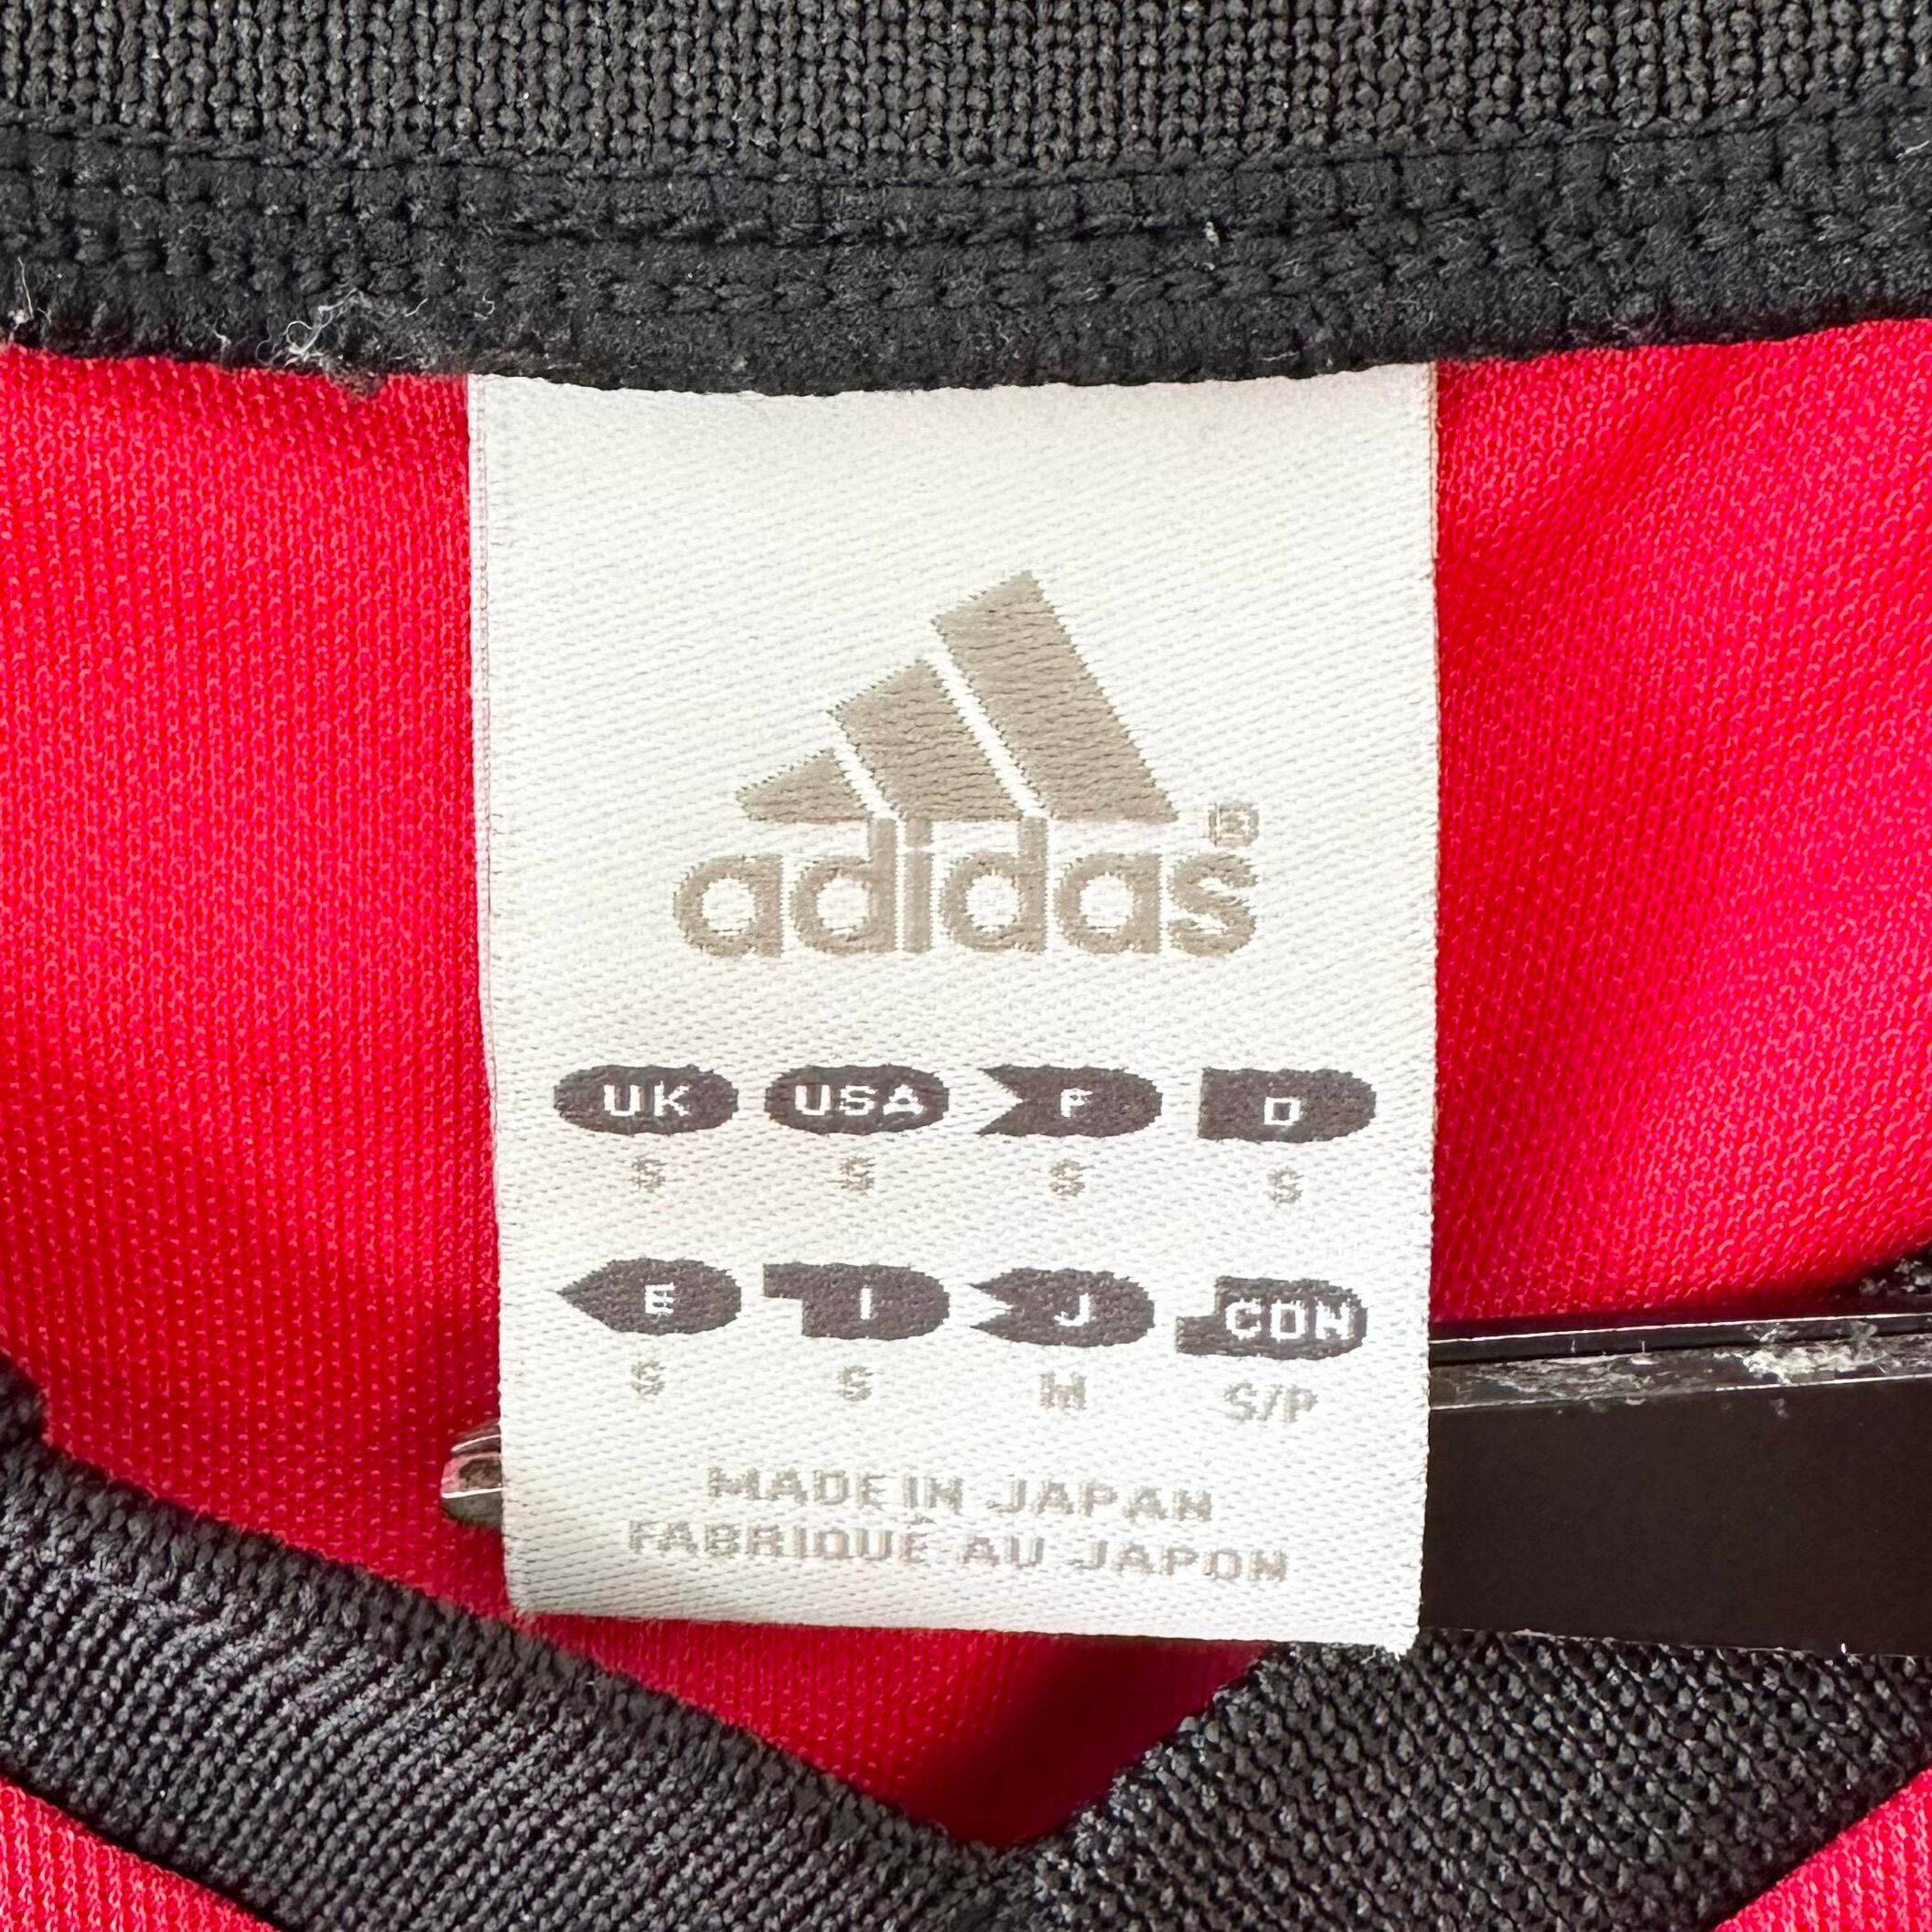 adidas®
UK USA F D
S S S S
E I J CDN
S S M S/P
MADE IN JAPAN
FABRIQUÉ AU JAPON